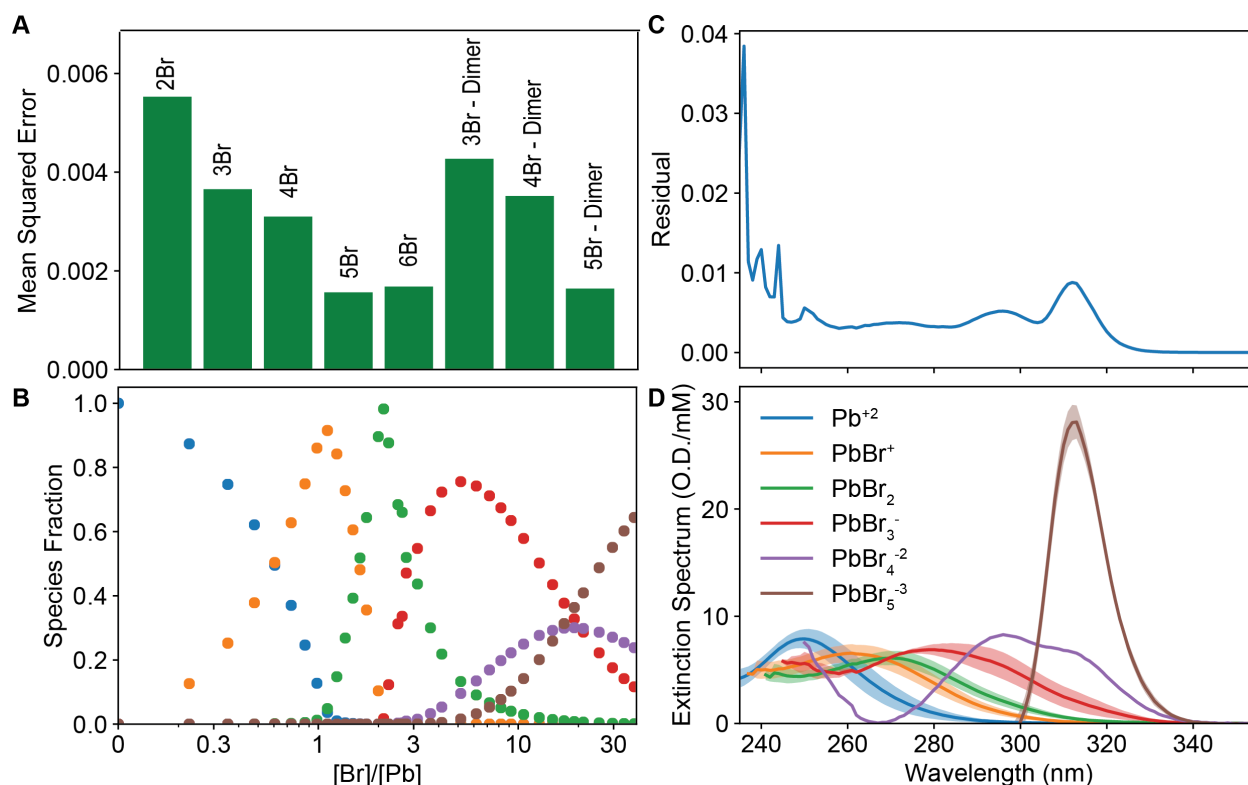 A
Mean Squared Error
0.006
0.004
0.002
0.000
2Br
3Br
4Br
5Br
6Br
3Br - Dimer
4Br - Dimer
5Br - Dimer
B
Species Fraction
1.0
0.8
0.6
0.4
0.2
0.0
0
0.3
1
3
10
30
[Br]/[Pb]
C
Residual
0.04
0.03
0.02
0.01
0.00
D
Extinction Spectrum (O.D./mM)
30
20
10
0
Pb⁺²
PbBr⁺
PbBr₂
PbBr₃⁻
PbBr₄⁻²
PbBr₅⁻³
240
260
280
300
320
340
Wavelength (nm)